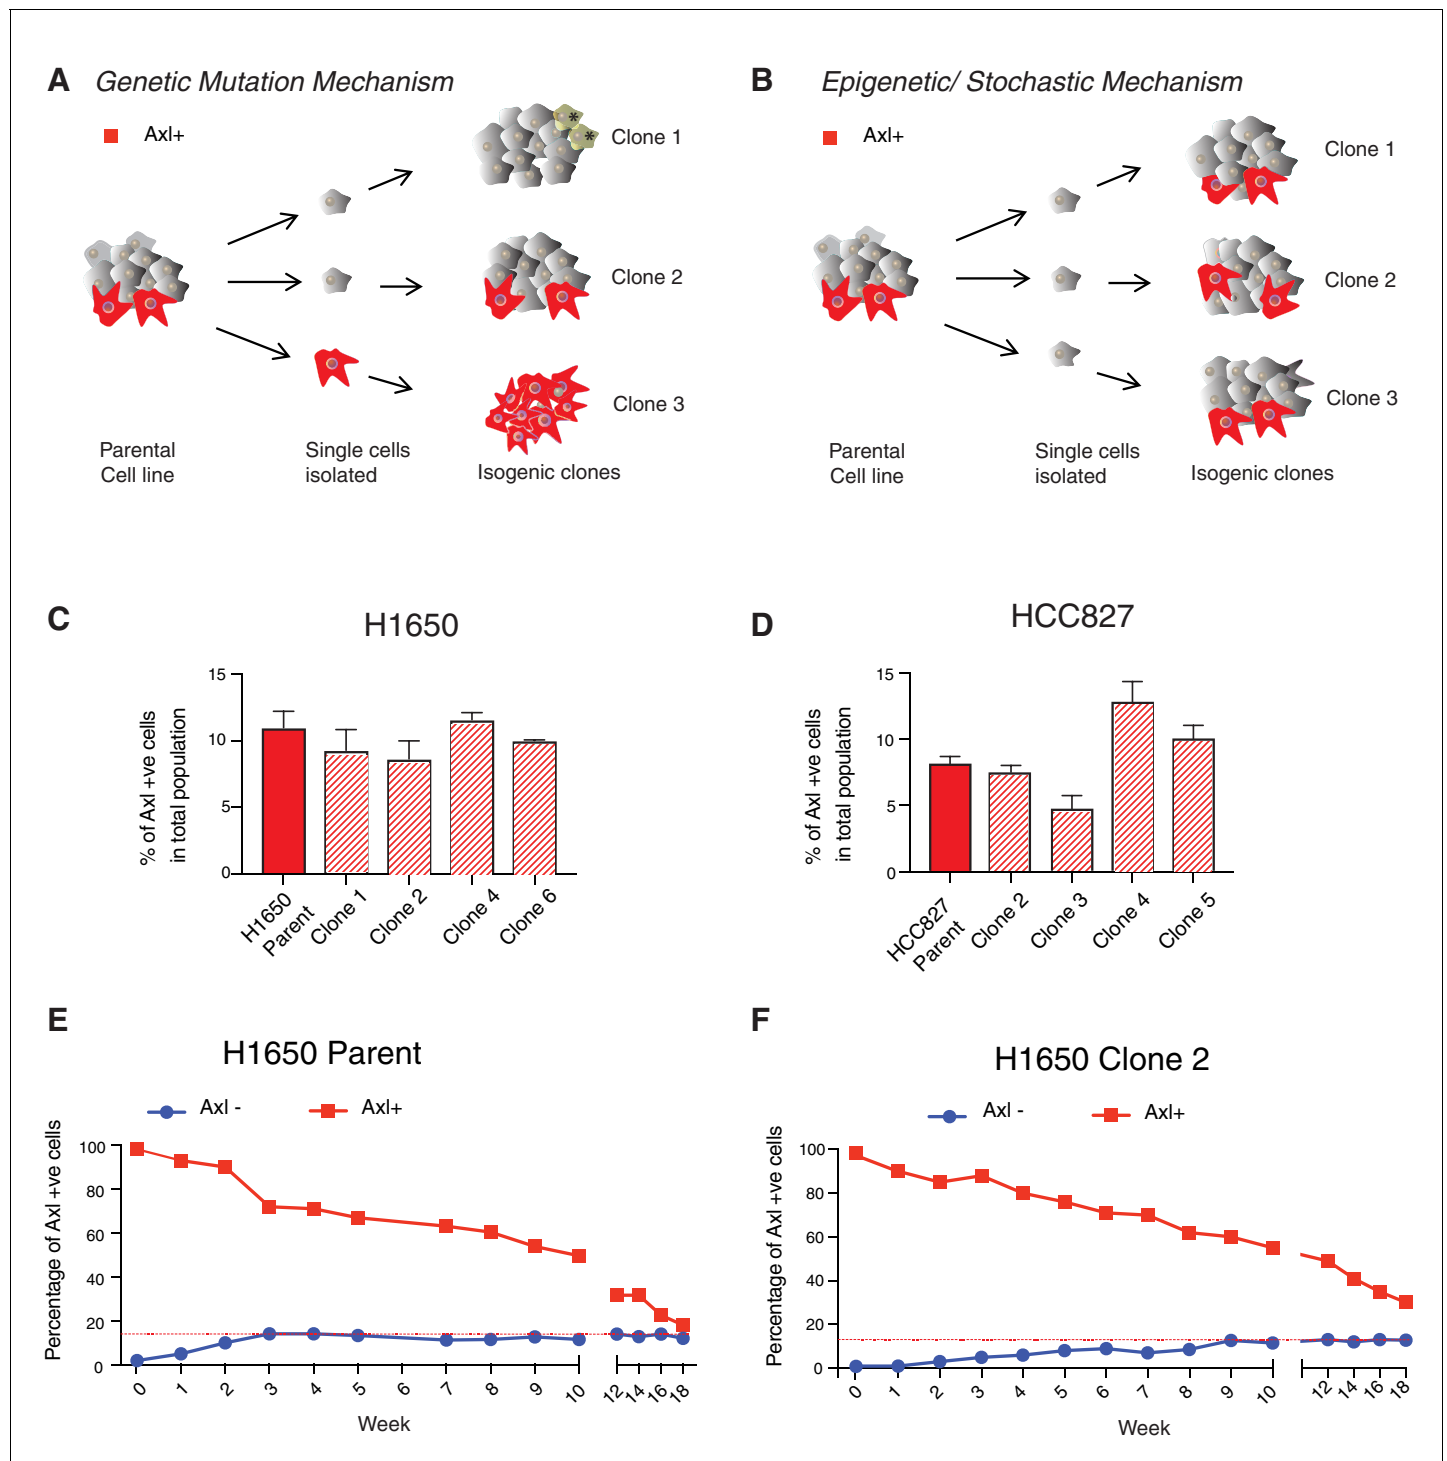 A Genetic Mutation Mechanism
Axl+
* *
Clone 1
Clone 2
Clone 3
Parental
Cell line
Single cells
isolated
Isogenic clones
B Epigenetic/ Stochastic Mechanism
Axl+
Clone 1
Clone 2
Clone 3
Parental
Cell line
Single cells
isolated
Isogenic clones
C
H1650
% of Axl +ve cells
in total population
15
10
5
0
H1650
Parent
Clone 1
Clone 2
Clone 4
Clone 6
D
HCC827
% of Axl +ve cells
in total population
15
10
5
0
HCC827
Parent
Clone 2
Clone 3
Clone 4
Clone 5
E
H1650 Parent
Axl - Axl+
Percentage of Axl +ve cells
100
80
60
40
20
0
0 1 2 3 4 5 6 7 8 9 10 12 14 16 18
Week
F
H1650 Clone 2
Axl - Axl+
Percentage of Axl +ve cells
100
80
60
40
20
0
0 1 2 3 4 5 6 7 8 9 10 12 14 16 18
Week